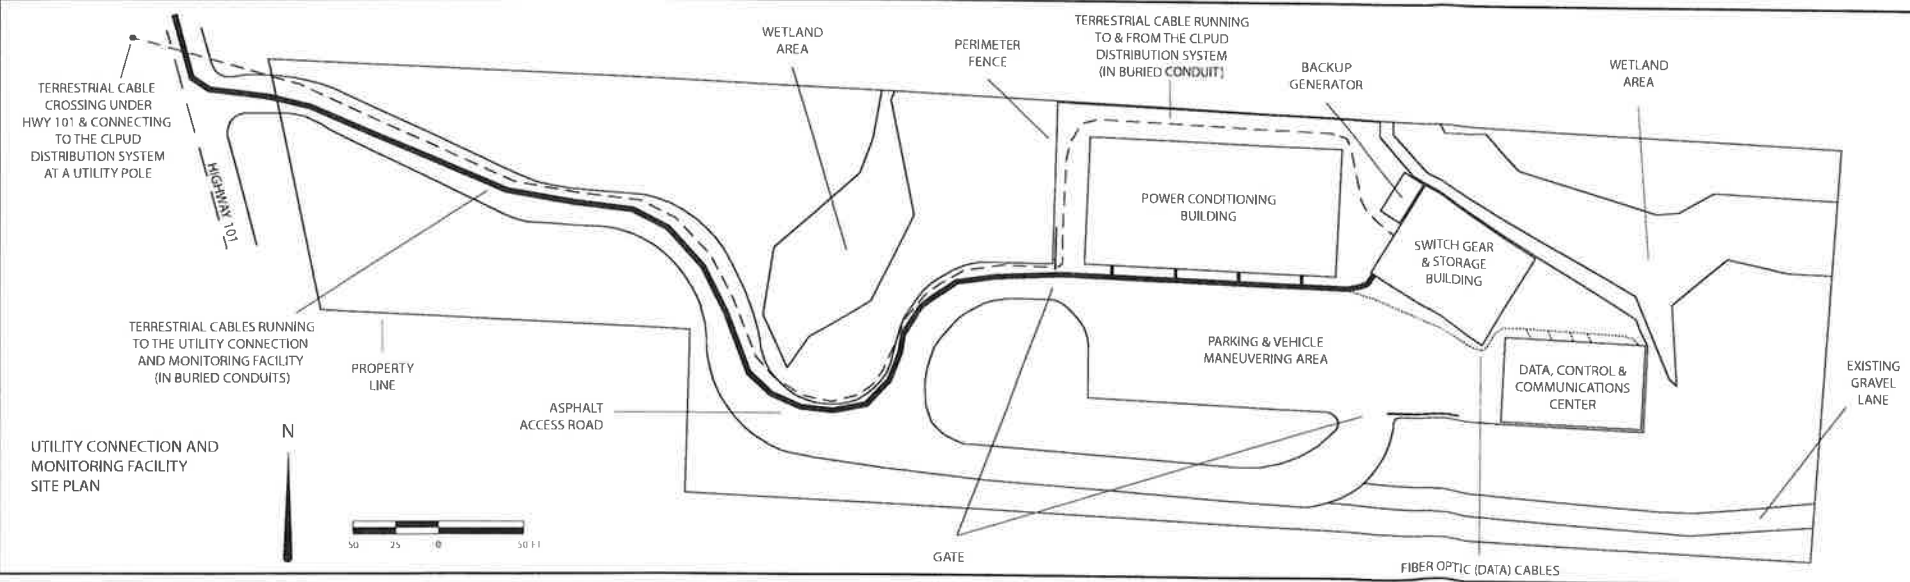 TERRESTRIAL CABLE
CROSSING UNDER
HWY 101 & CONNECTING
TO THE CLPUD
DISTRIBUTION SYSTEM
AT A UTILITY POLE
HIGHWAY 101
WETLAND
AREA
PERIMETER
FENCE
TERRESTRIAL CABLE RUNNING
TO & FROM THE CLPUD
DISTRIBUTION SYSTEM
(IN BURIED CONDUIT)
BACKUP
GENERATOR
WETLAND
AREA
POWER CONDITIONING
BUILDING
SWITCH GEAR
& STORAGE
BUILDING
TERRESTRIAL CABLES RUNNING
TO THE UTILITY CONNECTION
AND MONITORING FACILITY
(IN BURIED CONDUITS)
PROPERTY
LINE
ASPHALT
ACCESS ROAD
PARKING & VEHICLE
MANEUVERING AREA
DATA, CONTROL &
COMMUNICATIONS
CENTER
EXISTING
GRAVEL
LANE
UTILITY CONNECTION AND
MONITORING FACILITY
SITE PLAN
N
50 25 0 50 FT
GATE
FIBER OPTIC (DATA) CABLES